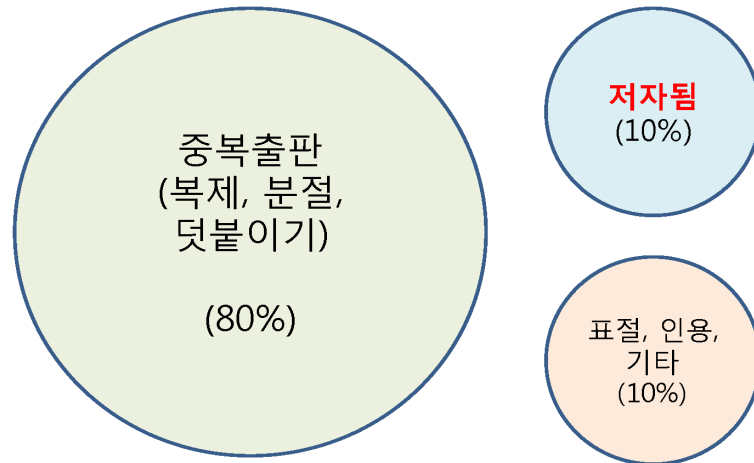 중복출판
(복제, 분절,
덧붙이기)
(80%)
저자됨
(10%)
표절, 인용,
기타
(10%)